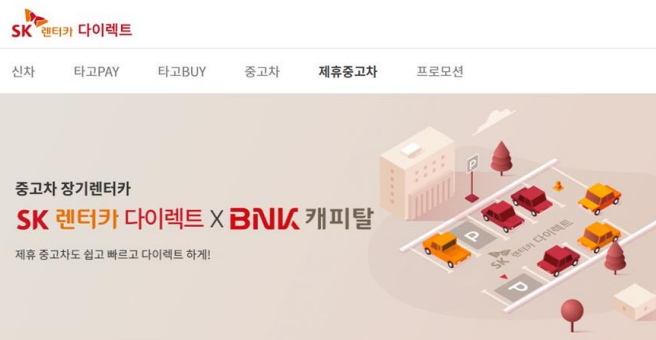 SK 렌터카 다이렉트
신차 타고PAY 타고BUY 중고차 제휴중고차 프로모션
중고차 장기렌터카
SK 렌터카 다이렉트 X BNK 캐피탈
제휴 중고차도 쉽고 빠르고 다이렉트 하게!
P
P
SK 렌터카 다이렉트
P